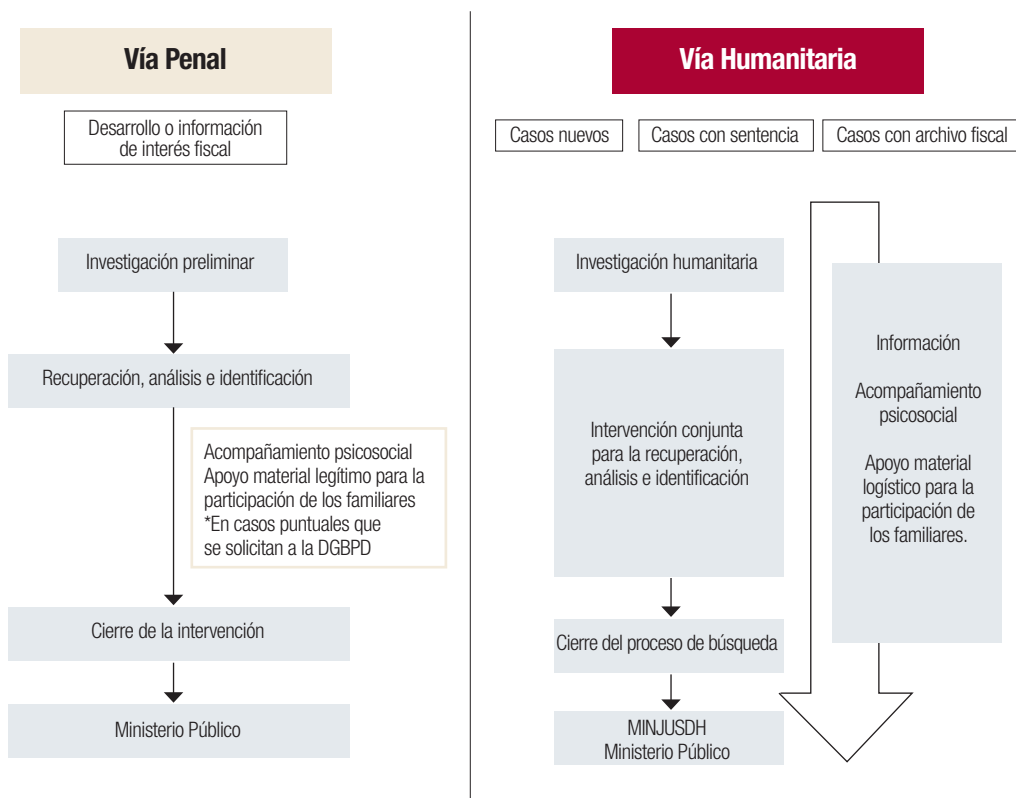 Vía Penal
Desarrollo o información
de interés fiscal
Investigación preliminar
Recuperación, análisis e identificación
Acompañamiento psicosocial
Apoyo material legítimo para la
participación de los familiares
*En casos puntuales que
se solicitan a la DGBPD
Cierre de la intervención
Ministerio Público
Vía Humanitaria
Casos nuevos
Casos con sentencia
Casos con archivo fiscal
Investigación humanitaria
Intervención conjunta
para la recuperación,
análisis e identificación
Cierre del proceso de búsqueda
MINJUSDH
Ministerio Público
Información
Acompañamiento
psicosocial
Apoyo material
logístico para la
participación de
los familiares.